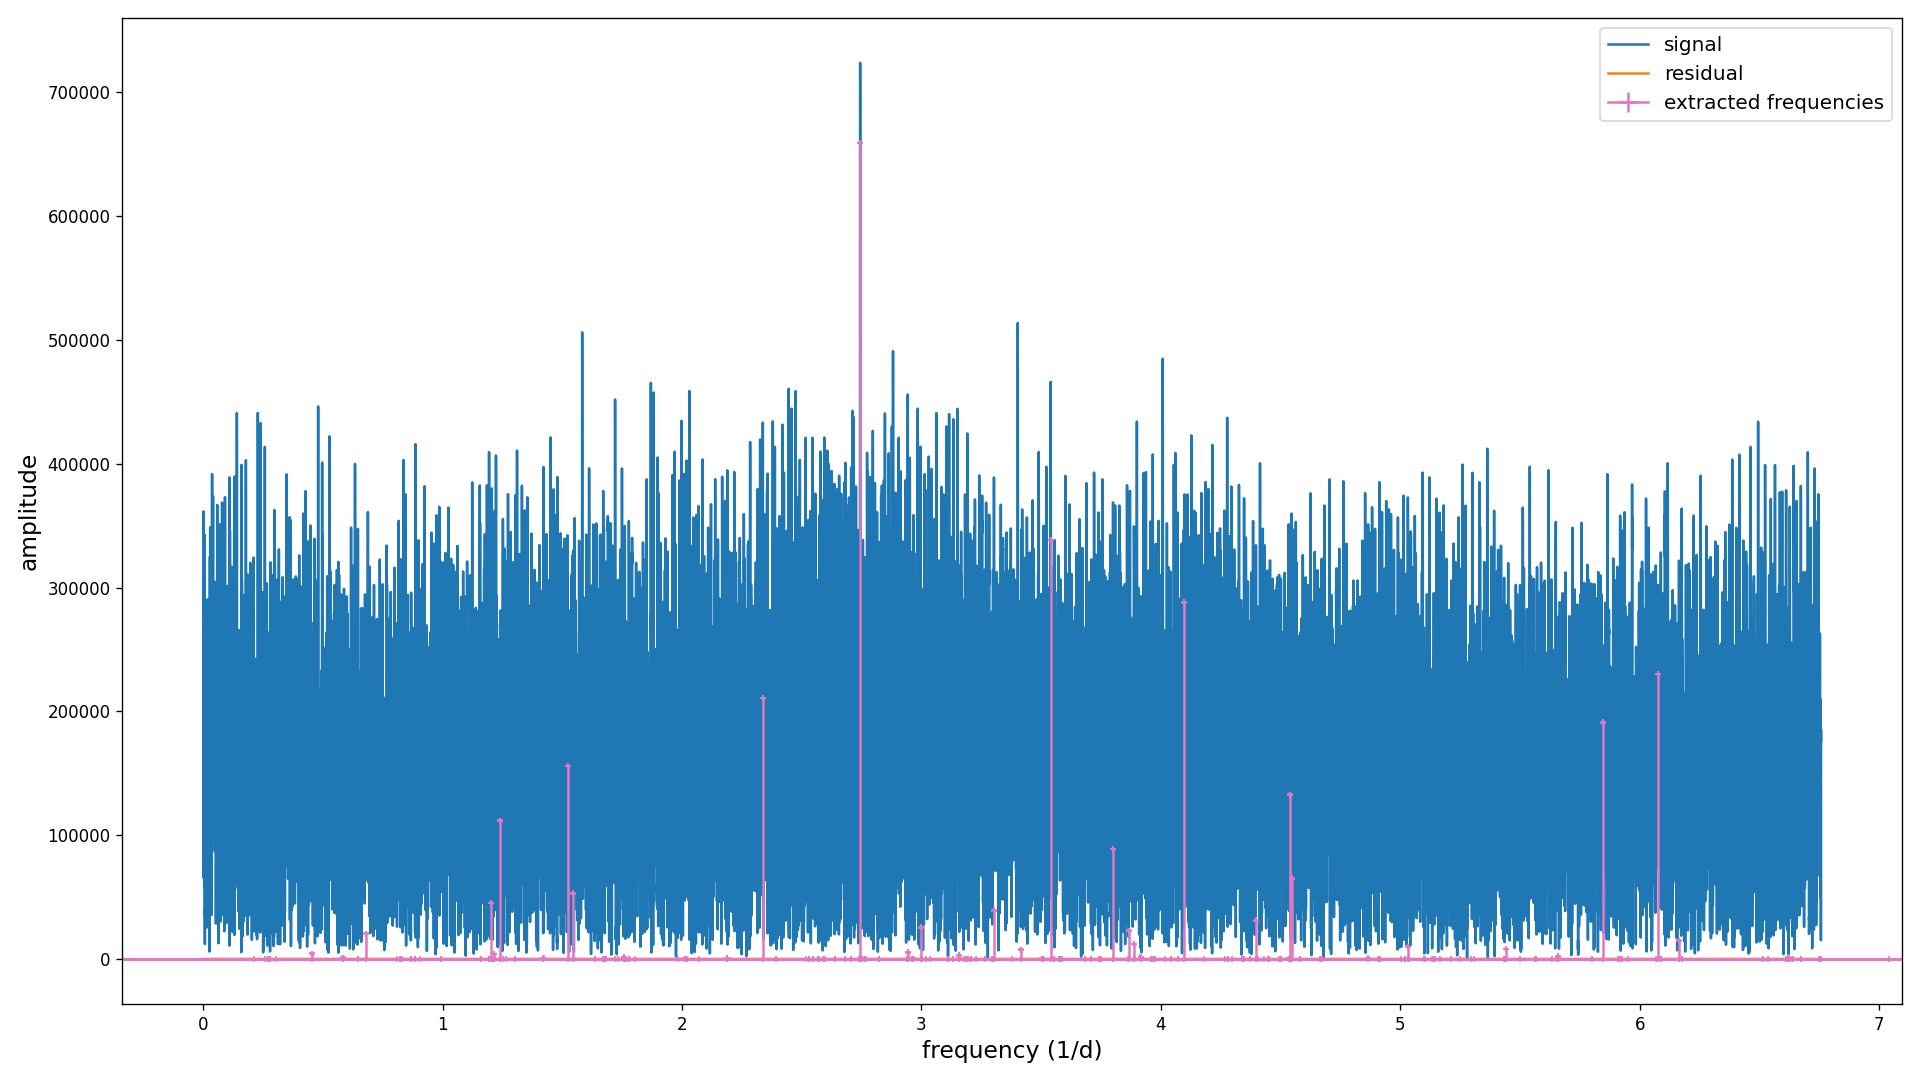 signal
residual
extracted frequencies
amplitude
700000
600000
500000
400000
300000
200000
100000
0
0 1 2 3 4 5 6 7
frequency (1/d)